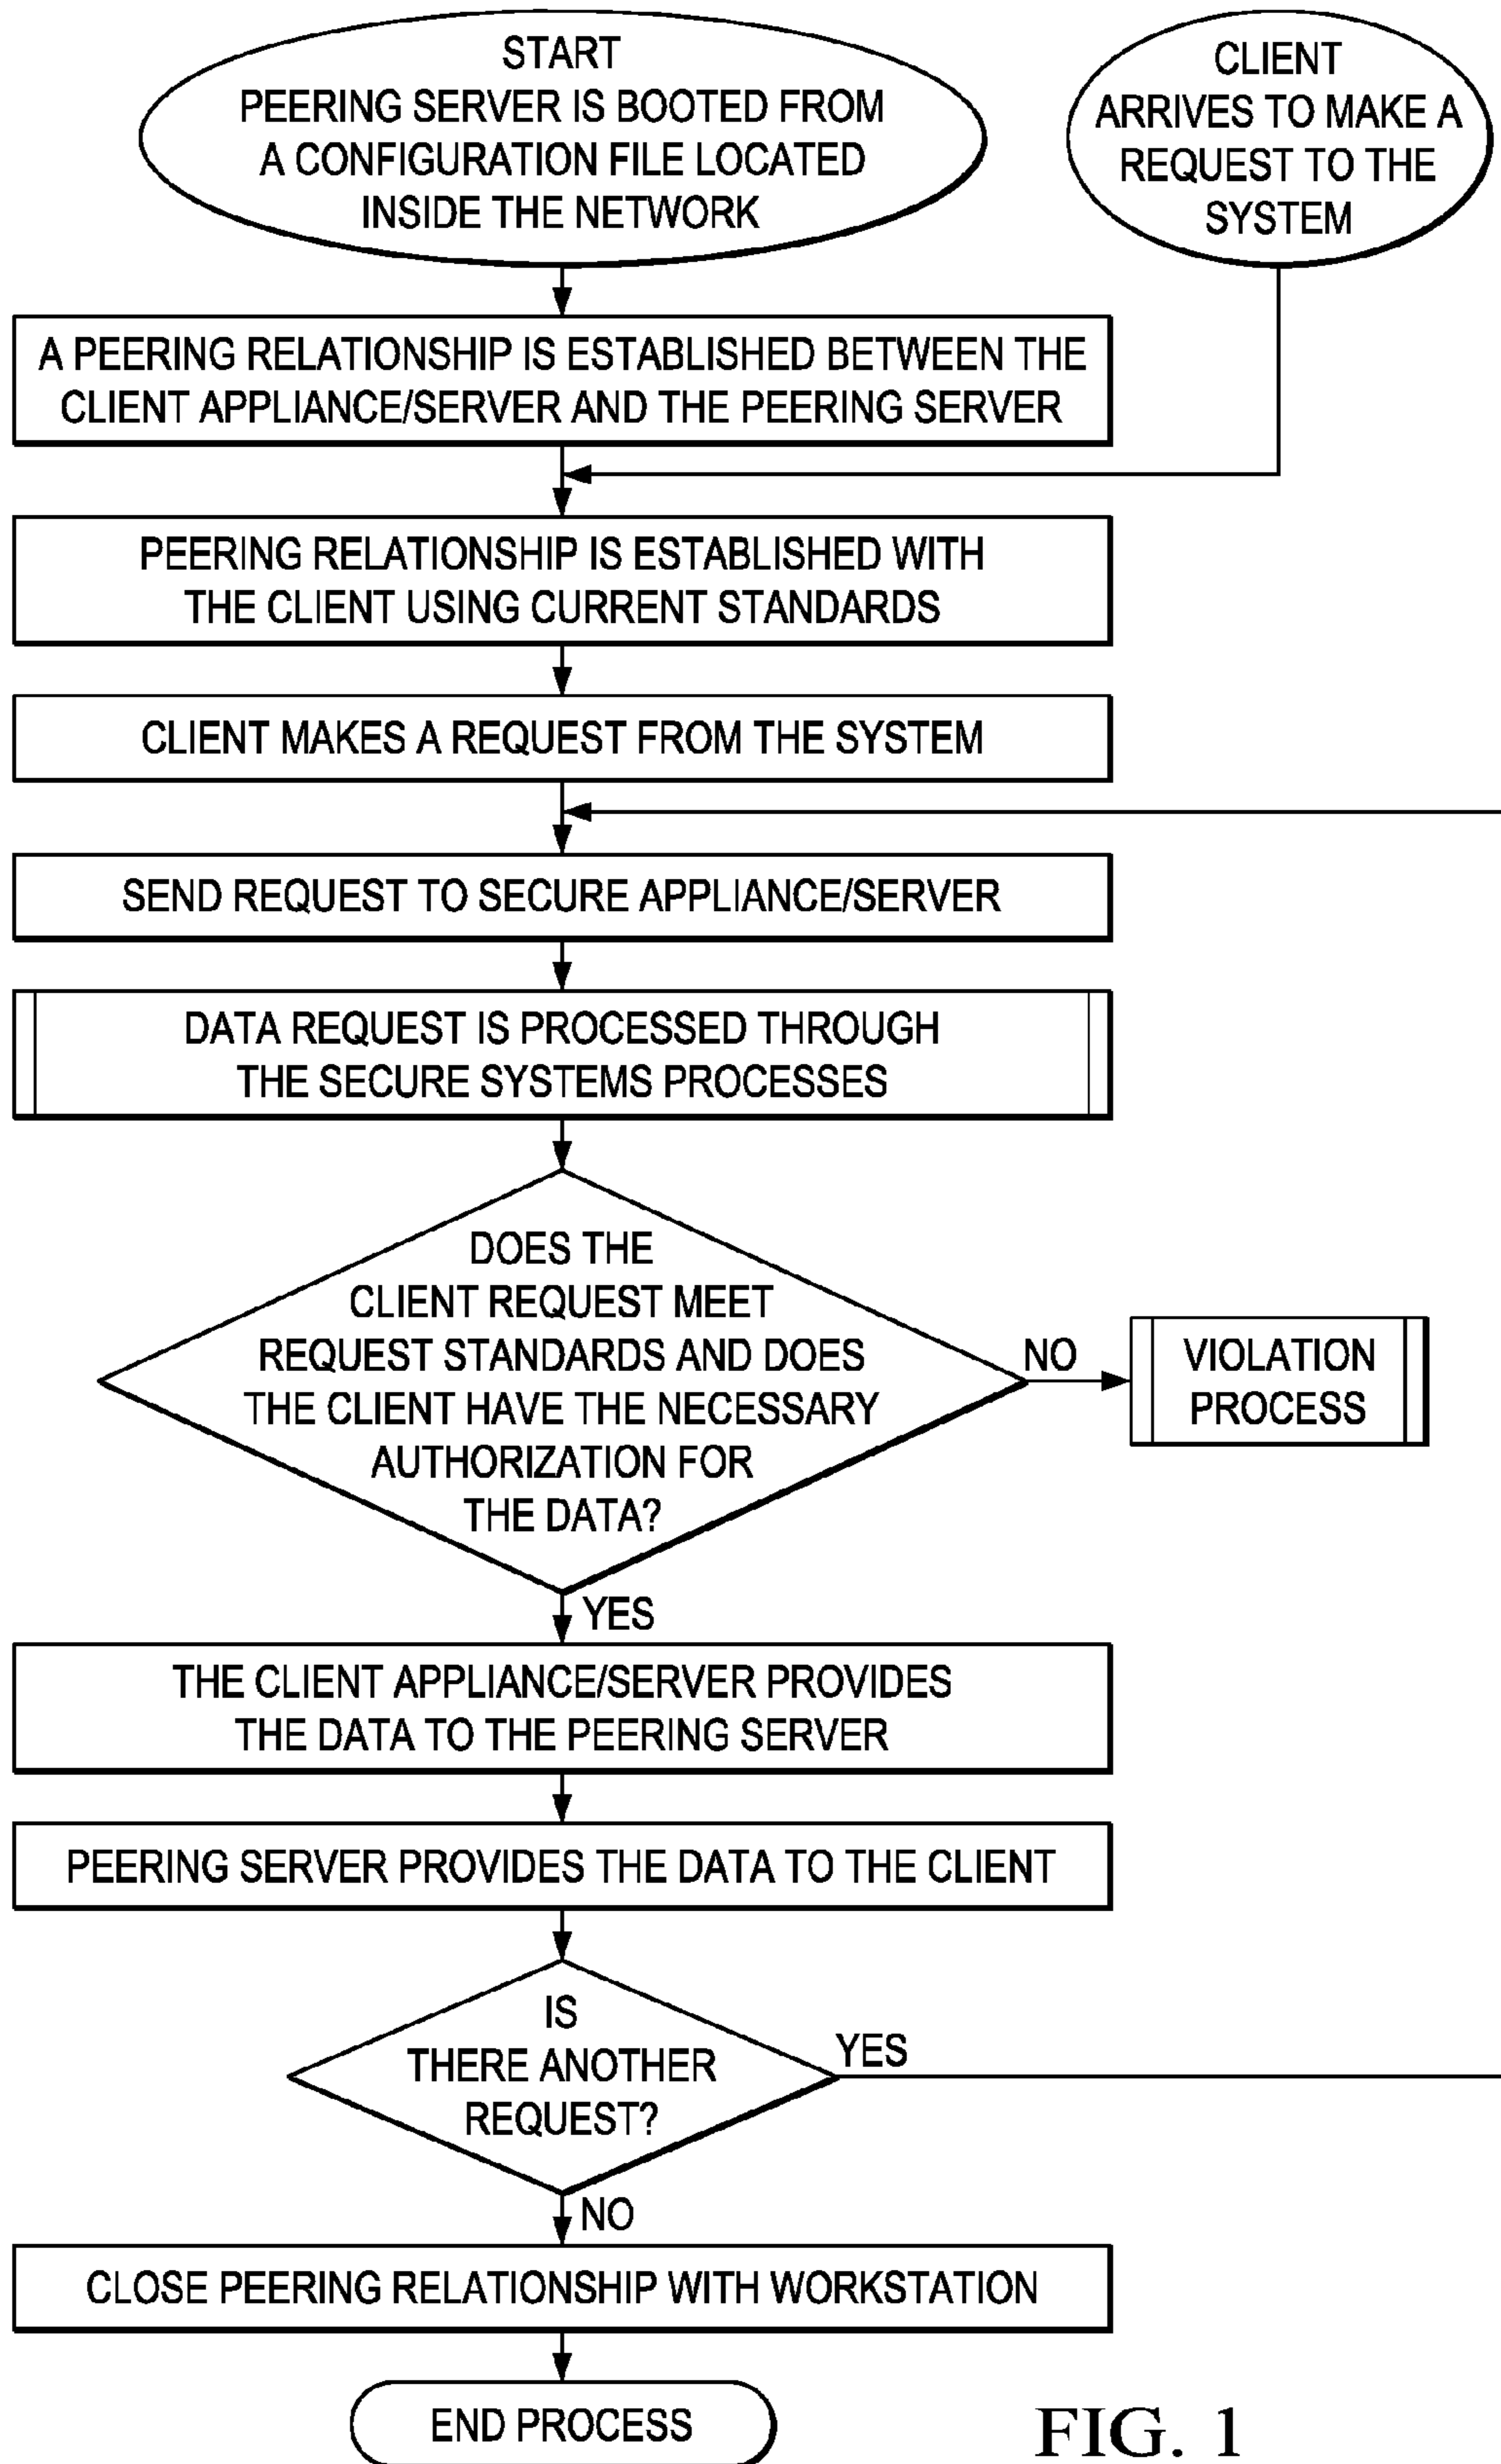 START
PEERING SERVER IS BOOTED FROM
A CONFIGURATION FILE LOCATED
INSIDE THE NETWORK
CLIENT
ARRIVES TO MAKE A
REQUEST TO THE
SYSTEM
A PEERING RELATIONSHIP IS ESTABLISHED BETWEEN THE
CLIENT APPLIANCE/SERVER AND THE PEERING SERVER
PEERING RELATIONSHIP IS ESTABLISHED WITH
THE CLIENT USING CURRENT STANDARDS
CLIENT MAKES A REQUEST FROM THE SYSTEM
SEND REQUEST TO SECURE APPLIANCE/SERVER
DATA REQUEST IS PROCESSED THROUGH
THE SECURE SYSTEMS PROCESSES
DOES THE
CLIENT REQUEST MEET
REQUEST STANDARDS AND DOES
THE CLIENT HAVE THE NECESSARY
AUTHORIZATION FOR
THE DATA?
NO
VIOLATION
PROCESS
YES
THE CLIENT APPLIANCE/SERVER PROVIDES
THE DATA TO THE PEERING SERVER
PEERING SERVER PROVIDES THE DATA TO THE CLIENT
IS
THERE ANOTHER
REQUEST?
YES
NO
CLOSE PEERING RELATIONSHIP WITH WORKSTATION
END PROCESS
FIG. 1